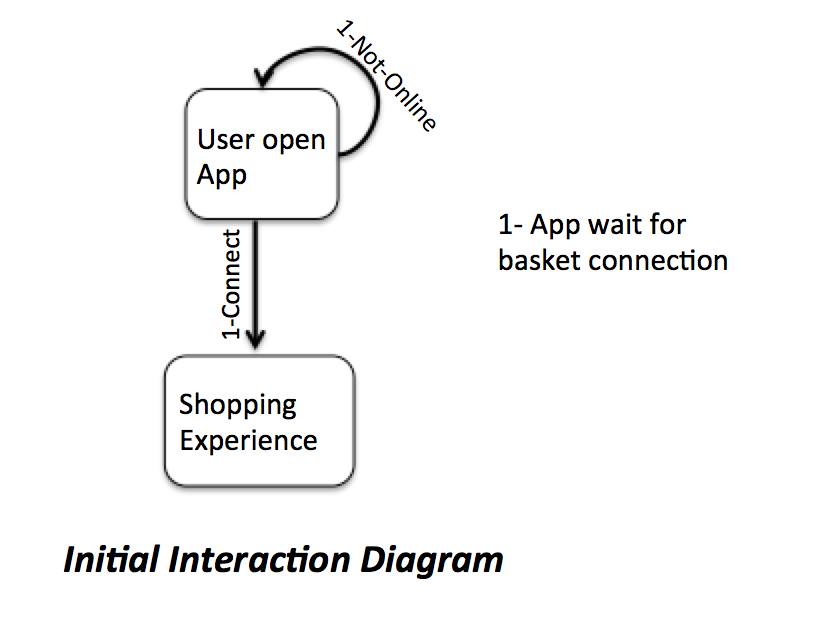 1-Not-Online
User open
App
1-Connect
1- App wait for
basket connection
Shopping
Experience
Initial Interaction Diagram